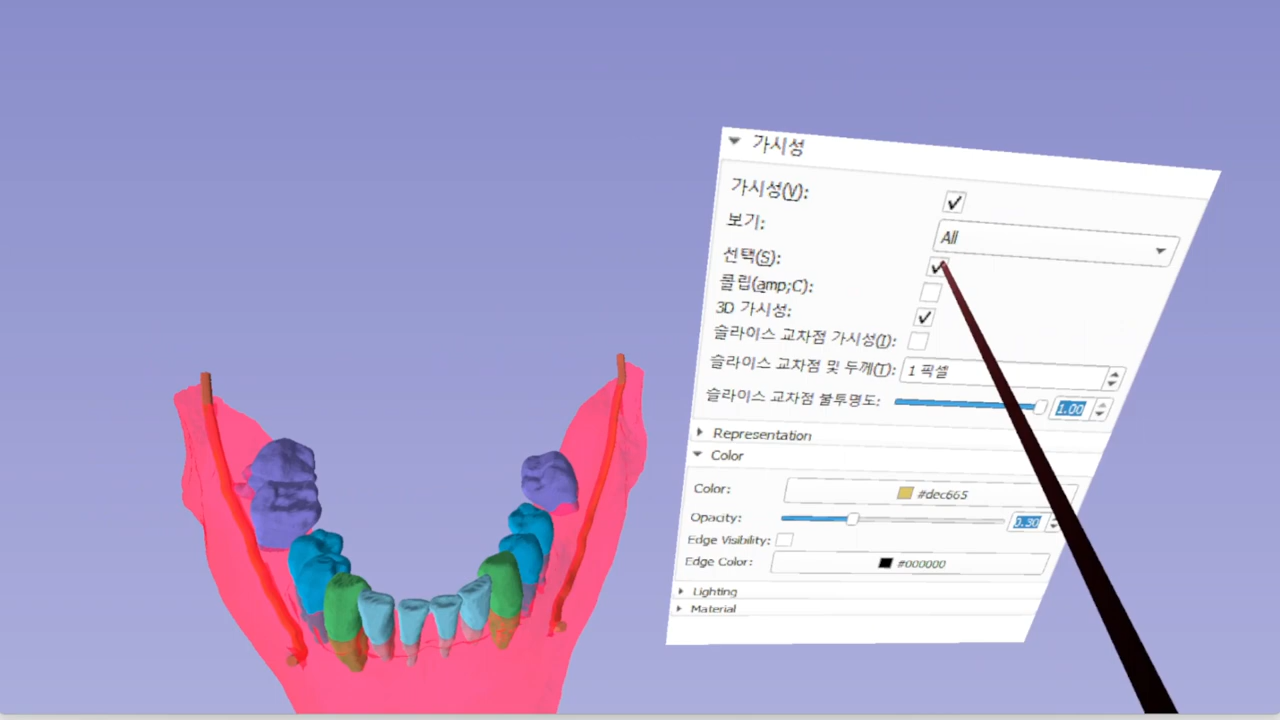 가시성
가시성(V):
보기: All
선택(S):
클립(amp;C):
3D 가시성:
슬라이스 교차점 가시성(I):
슬라이스 교차점 및 두께(T): 1 픽셀
슬라이스 교차점 불투명도: 1.00
Representation
Color
Color: #dec665
Opacity: 0.30
Edge Visibility:
Edge Color: #000000
Lighting
Material